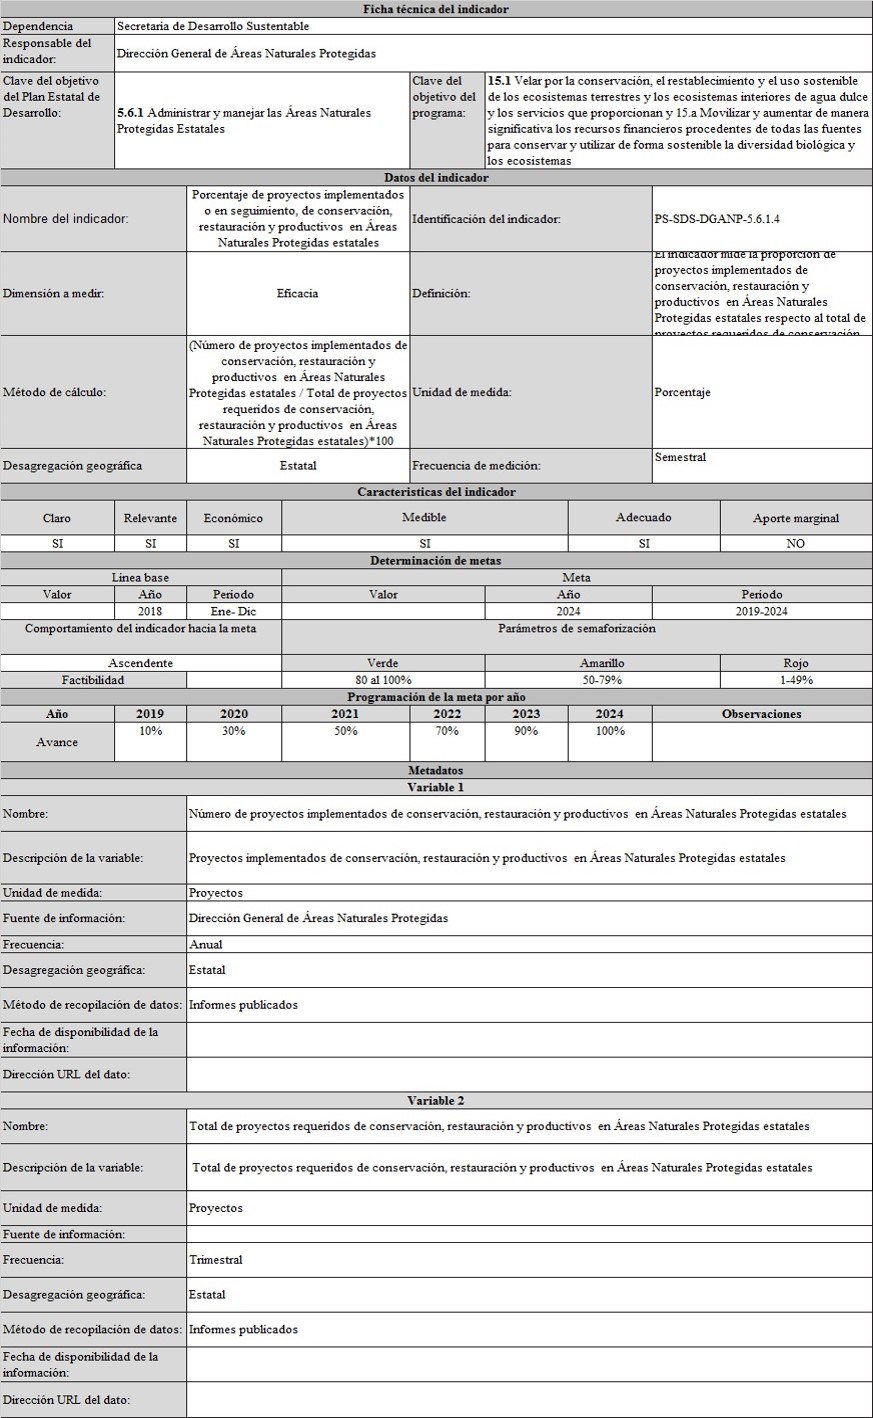 Ficha técnica del indicador
Dependencia
Secretaría de Desarrollo Sustentable
Responsable del
indicador:
Dirección General de Áreas Naturales Protegidas
Clave del objetivo
del Plan Estatal de
Desarrollo:
5.6.1 Administrar y manejar las Áreas Naturales
Protegidas Estatales
Clave del
objetivo del
programa:
15.1 Velar por la conservación, el restablecimiento y el uso sostenible
de los ecosistemas terrestres y los ecosistemas interiores de agua dulce
y los servicios que proporcionan y 15.a Movilizar y aumentar de manera
significativa los recursos financieros procedentes de todas las fuentes
para conservar y utilizar de forma sostenible la diversidad biológica y
los ecosistemas
Datos del indicador
Nombre del indicador:
Porcentaje de proyectos implementados
o en seguimiento, de conservación,
restauración y productivos en Áreas
Naturales Protegidas estatales
Identificación del indicador:
PS-SDS-DGANP-5.6.1.4
Dimensión a medir:
Eficacia
Definición:
El indicador mide la proporción de
proyectos implementados de
conservación, restauración y
productivos en Áreas Naturales
Protegidas estatales respecto al total de
proyectos requeridos de conservación
Método de cálculo:
(Número de proyectos implementados de
conservación, restauración y
productivos en Áreas Naturales
Protegidas estatales / Total de proyectos
requeridos de conservación,
restauración y productivos en Áreas
Naturales Protegidas estatales)*100
Unidad de medida:
Porcentaje
Desagregación geográfica
Estatal
Frecuencia de medición:
Semestral
Caracteristicas del indicador
Claro Relevante Económico Medible Adecuado Aporte marginal
SI SI SI SI SI NO
Determinación de metas
Linea base Meta
Valor Año Periodo Valor Año Periodo
2018 Ene- Dic 2024 2019-2024
Comportamiento del indicador hacia la meta Parámetros de semaforización
Ascendente Verde Amarillo Rojo
Factibilidad 80 al 100% 50-79% 1-49%
Programación de la meta por año
Año 2019 2020 2021 2022 2023 2024 Observaciones
Avance 10% 30% 50% 70% 90% 100%
Metadatos
Variable 1
Nombre: Número de proyectos implementados de conservación, restauración y productivos en Áreas Naturales Protegidas estatales
Descripción de la variable: Proyectos implementados de conservación, restauración y productivos en Áreas Naturales Protegidas estatales
Unidad de medida: Proyectos
Fuente de información: Dirección General de Áreas Naturales Protegidas
Frecuencia: Anual
Desagregación geográfica: Estatal
Método de recopilación de datos: Informes publicados
Fecha de disponibilidad de la
información:
Dirección URL del dato:
Variable 2
Nombre: Total de proyectos requeridos de conservación, restauración y productivos en Áreas Naturales Protegidas estatales
Descripción de la variable: Total de proyectos requeridos de conservación, restauración y productivos en Áreas Naturales Protegidas estatales
Unidad de medida: Proyectos
Fuente de información:
Frecuencia: Trimestral
Desagregación geográfica: Estatal
Método de recopilación de datos: Informes publicados
Fecha de disponibilidad de la
información:
Dirección URL del dato: